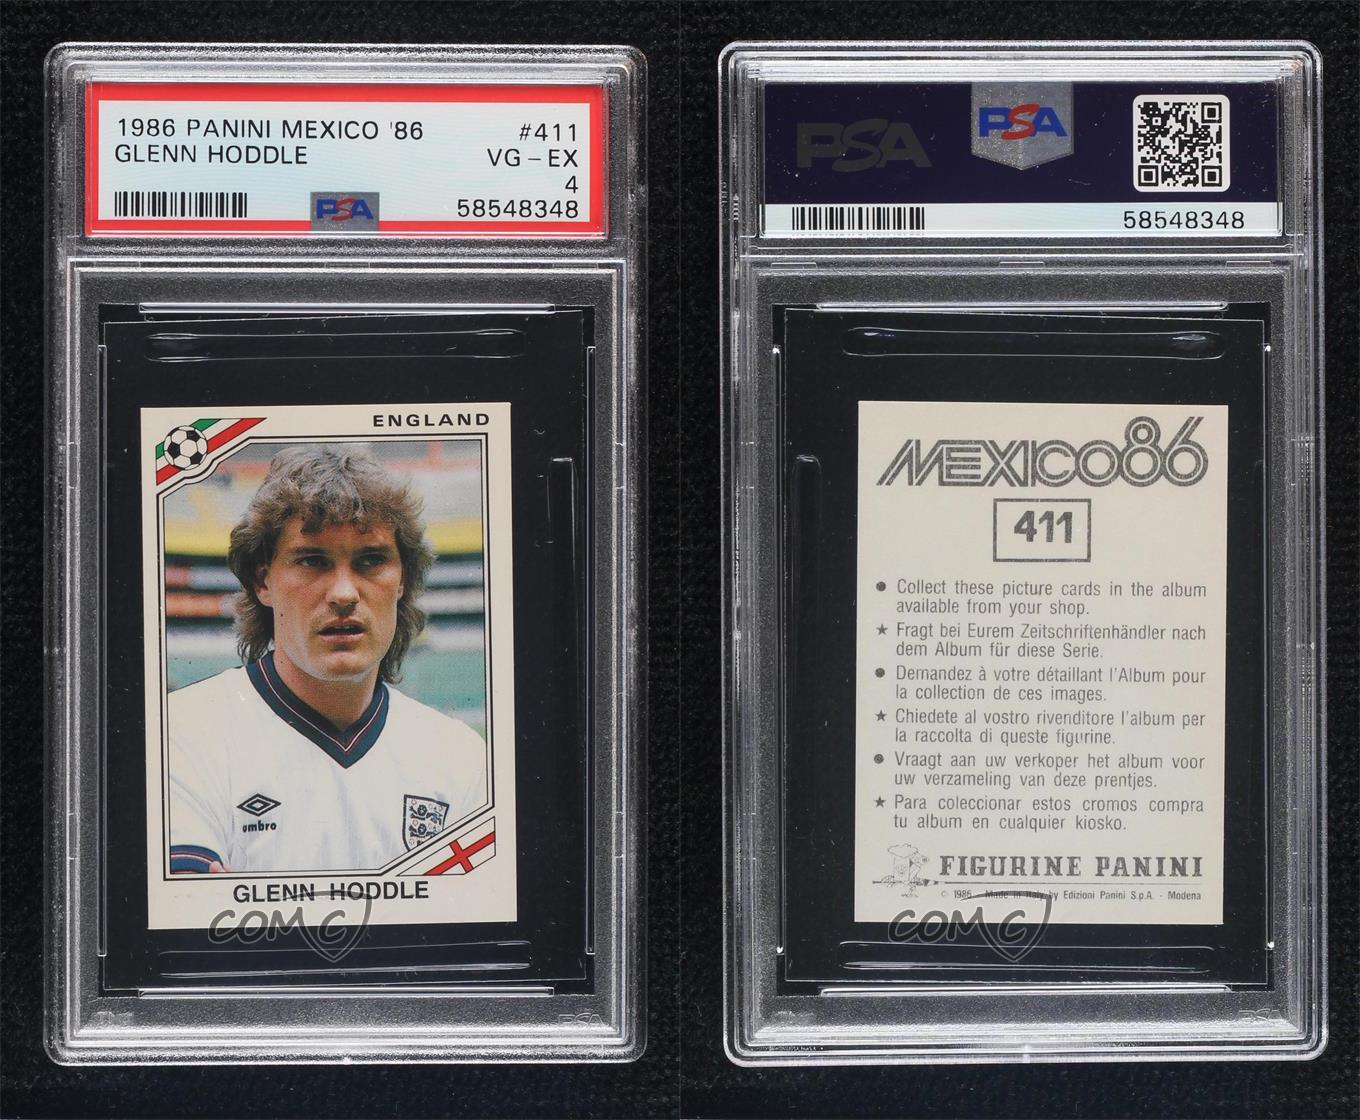 1986 PANINI MEXICO '86 #411
GLENN HODDLE VG - EX
4
PSA 58548348
ENGLAND
umbro
GLENN HODDLE
COMC
PSA
PSA
PSA
58548348
MEXICO86
411
● Collect these picture cards in the album
available from your shop.
★ Fragt bei Eurem Zeitschriftenhändler nach
dem Album für diese Serie.
● Demandez à votre détaillant l'Album pour
la collection de ces images.
★ Chiedete al vostro rivenditore l'album per
la raccolta di queste figurine.
● Vraagt aan uw verkoper het album voor
uw verzameling van deze prentjes.
★ Para coleccionar estos cromos compra
tu album en cualquier kiosko.
FIGURINE PANINI
© 1986 - Made in Italy by Edizioni Panini S.p.A. - Modena
COMC
PSA